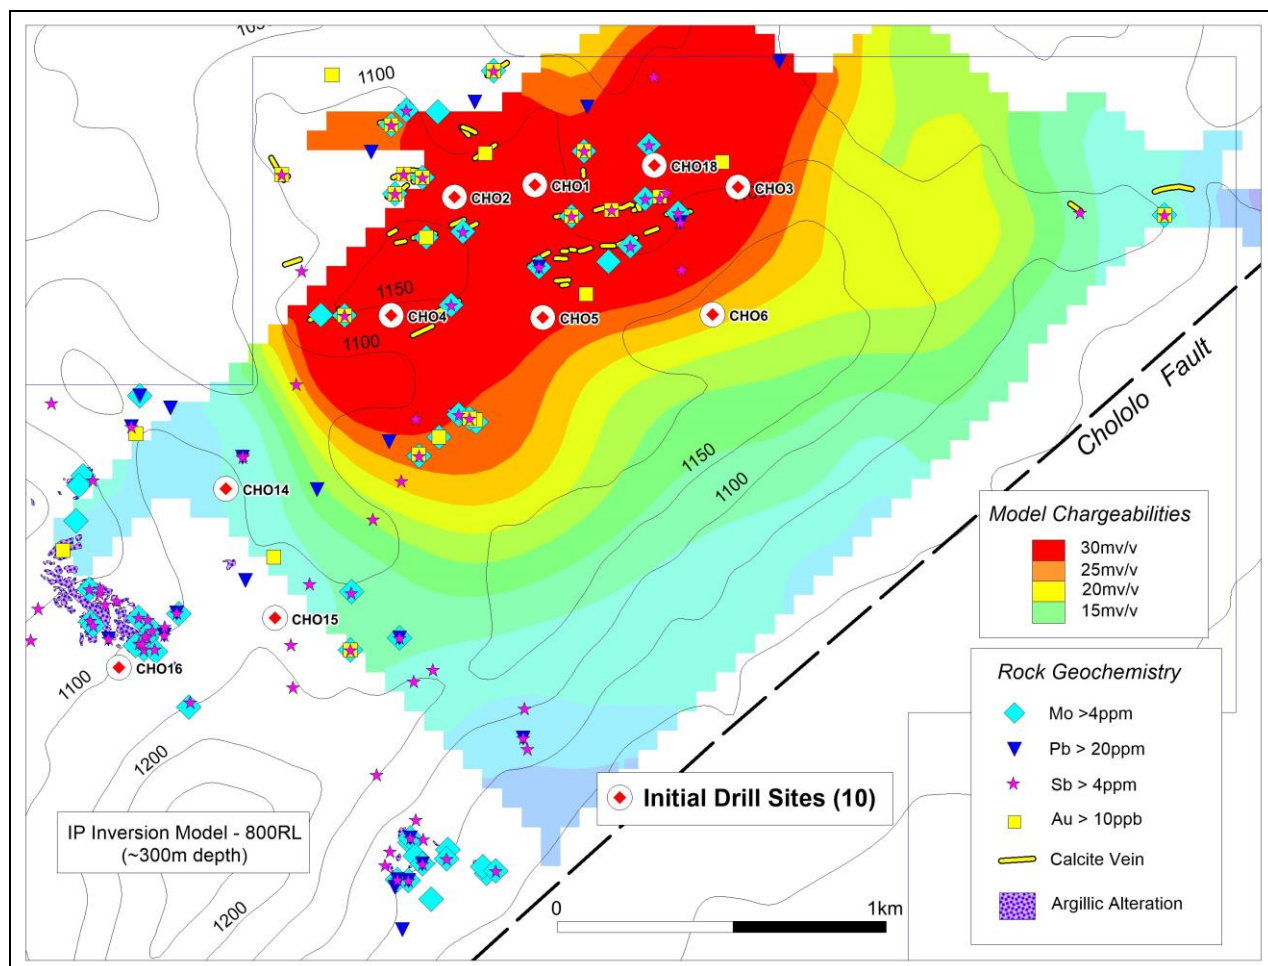 1050
1100
CHO18
CHO1
CHO3
CHO2
1150
CHO4
CHO5
CHO6
1100
Chololo Fault
1150
1100
CHO14
CHO15
CHO16
1100
1200
1200
Model Chargeabilities
30mv/v
25mv/v
20mv/v
15mv/v
Rock Geochemistry
Mo >4ppm
Pb > 20ppm
Sb > 4ppm
Au > 10ppb
Calcite Vein
Argillic Alteration
Initial Drill Sites (10)
IP Inversion Model - 800RL
(~300m depth)
0
1km